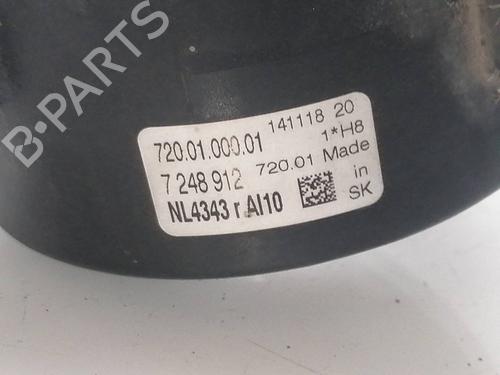 B-PARTS
720.01.000.01 141118 20
1*H8
7 248 912 720.01 Made
in
NL4343 r AI10 SK